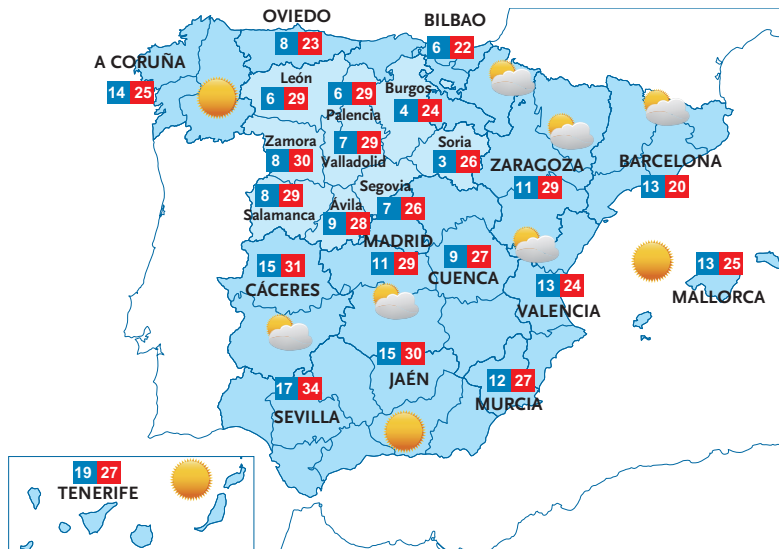 OVIEDO
8 23
BILBAO
6 22
A CORUÑA
14 25
León
6 29
6 29
Palencia
Burgos
4 24
Zamora
8 30
7 29
Valladolid
Soria
3 26
ZARAGOZA
11 29
BARCELONA
13 20
8 29
Salamanca
Ávila
9 28
Segovia
7 26
MADRID
11 29
9 27
CUENCA
15 31
CÁCERES
13 24
VALENCIA
13 25
MALLORCA
15 30
JAÉN
17 34
SEVILLA
12 27
MURCIA
19 27
TENERIFE